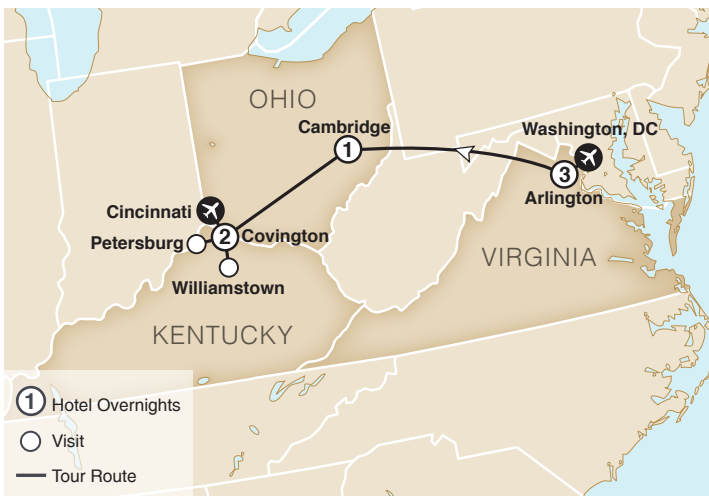 OHIO
Cambridge
1
Washington, DC
3
Arlington
Cincinnati
2
Covington
Petersburg
Williamstown
VIRGINIA
KENTUCKY
1 Hotel Overnights
Visit
Tour Route